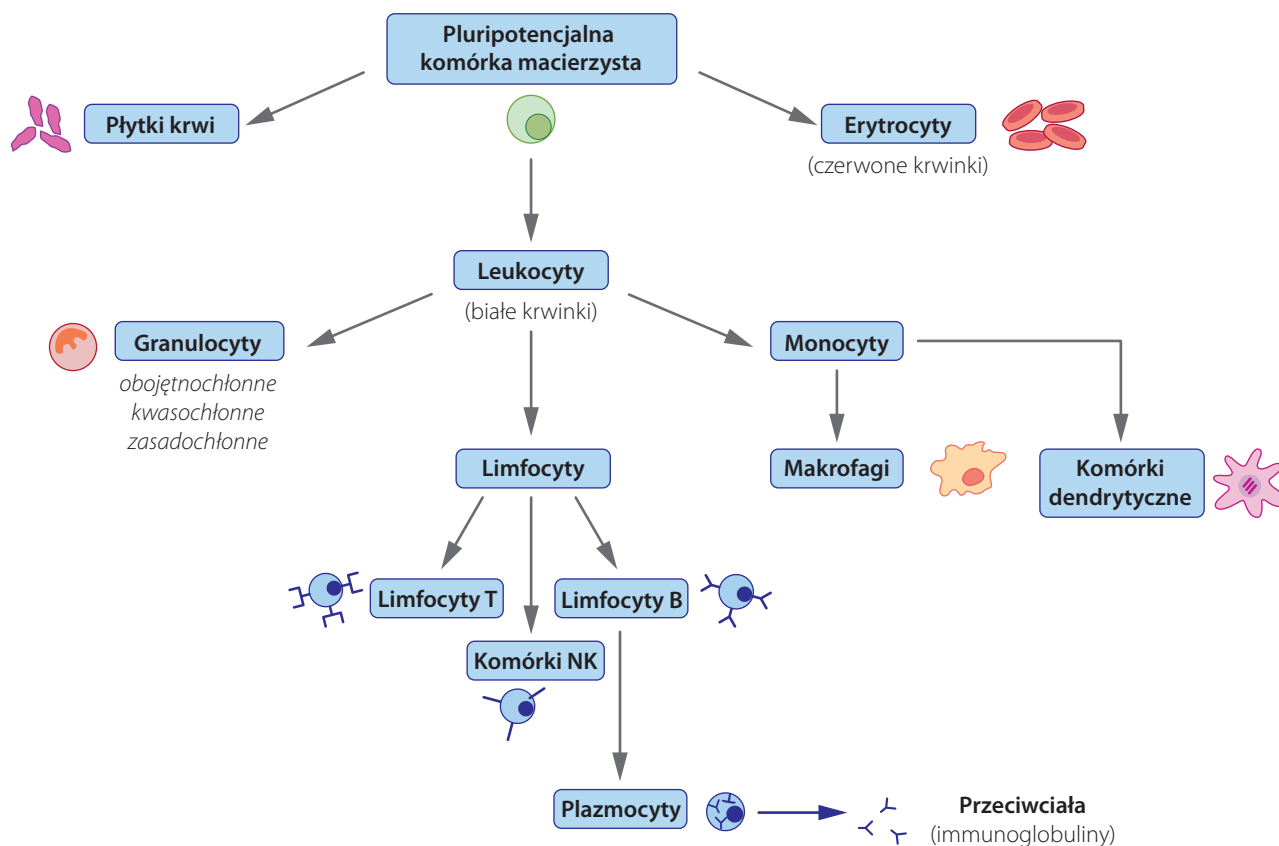 Pluripotencjalna
komórka macierzysta
Płytki krwi
Erytrocyty
(czerwone krwinki)
Leukocyty
(białe krwinki)
Granulocyty
obojętnochłonne
kwasochłonne
zasadochłonne
Monocyty
Limfocyty
Makrofagi
Komórki
dendrytyczne
Limfocyty T
Limfocyty B
Komórki NK
Plazmocyty
Przeciwciała
(immunoglobuliny)